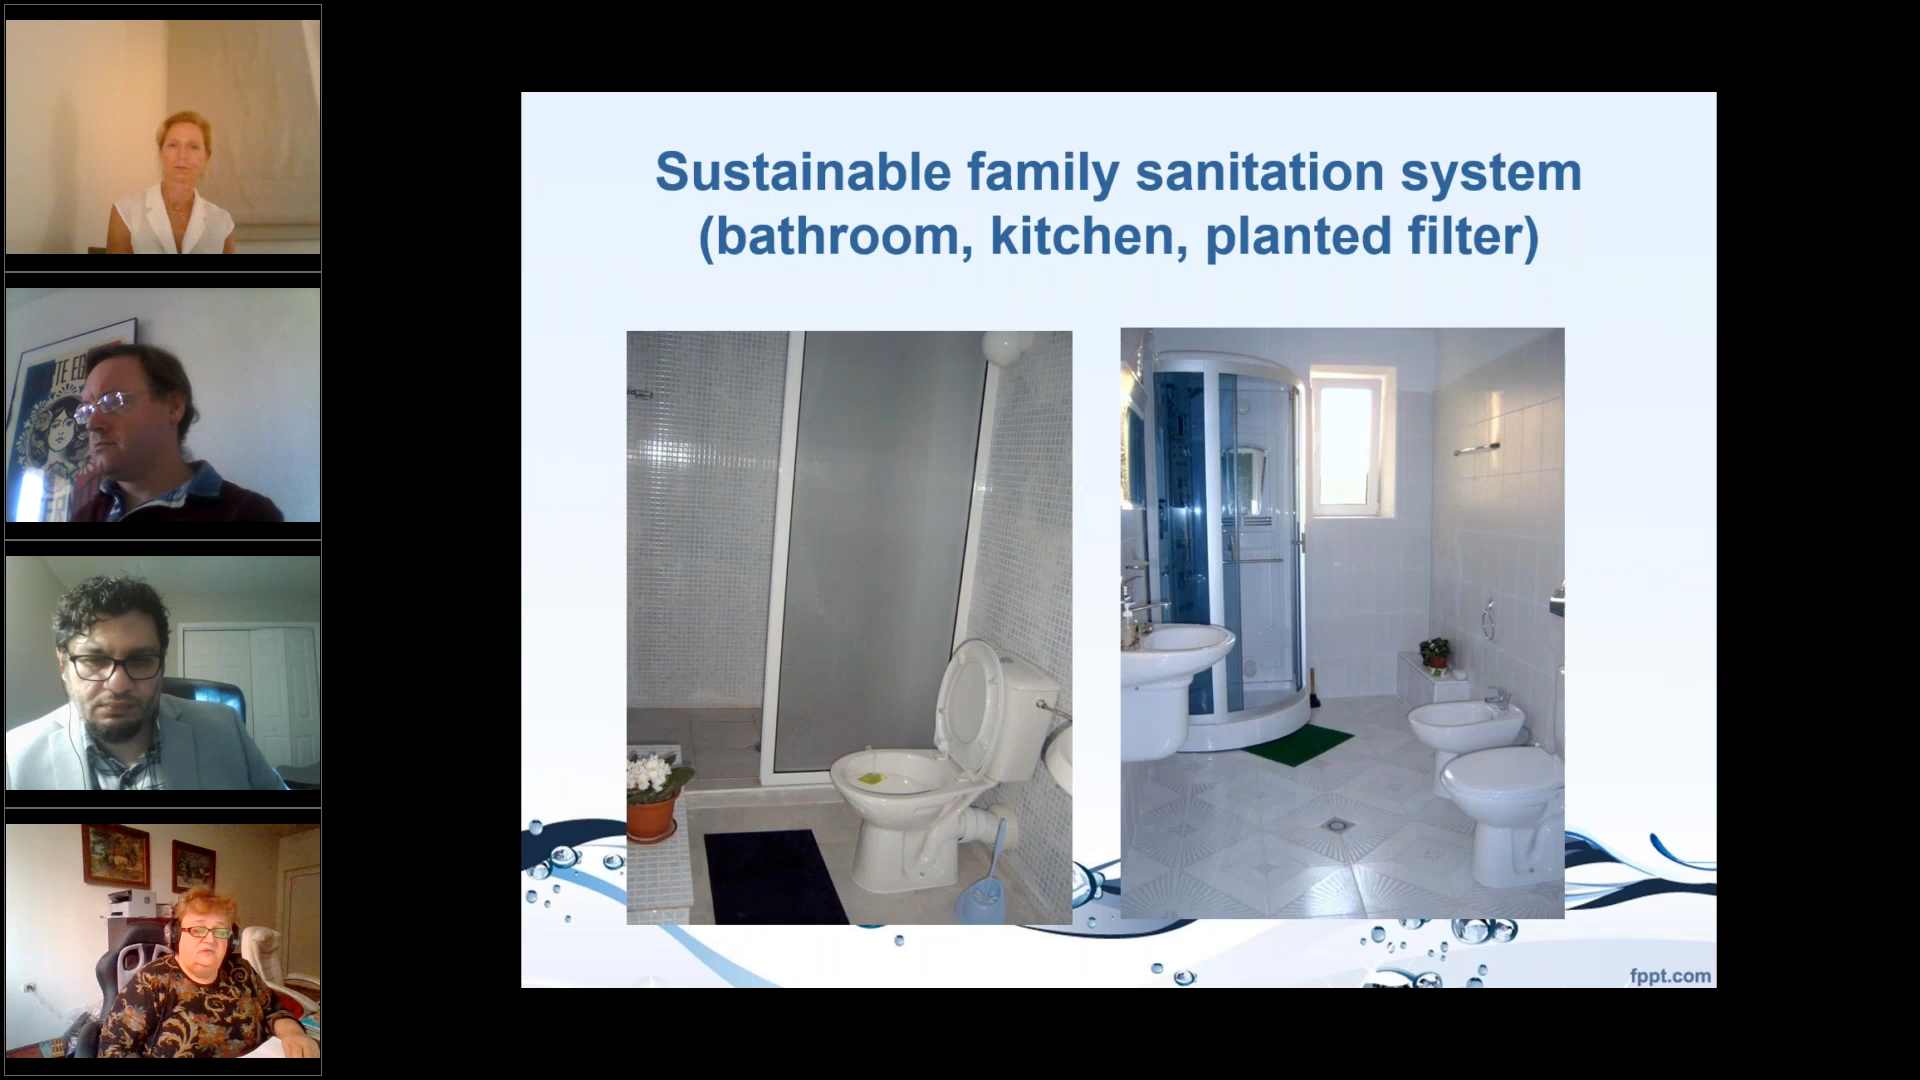 Sustainable family sanitation system
(bathroom, kitchen, planted filter)
fppt.com